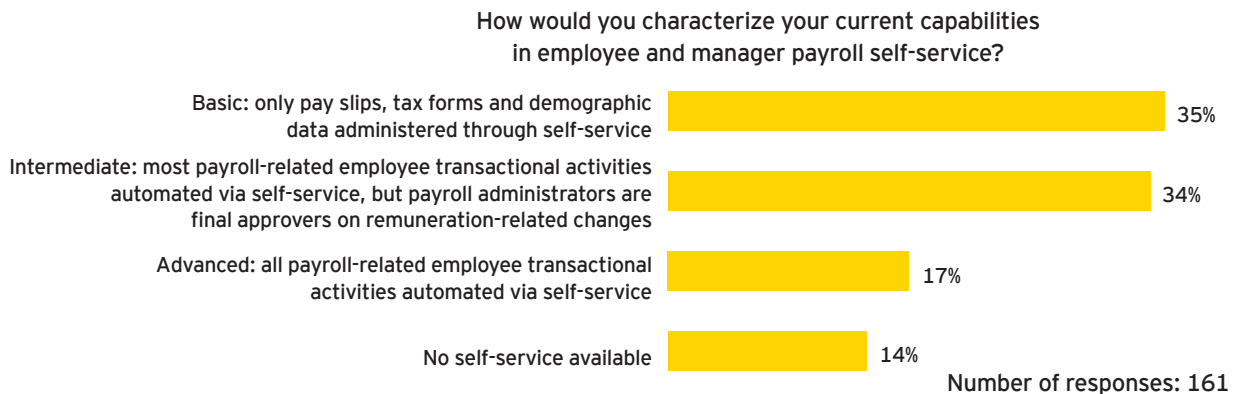 How would you characterize your current capabilities
in employee and manager payroll self-service?
Basic: only pay slips, tax forms and demographic
data administered through self-service
35%
Intermediate: most payroll-related employee transactional activities
automated via self-service, but payroll administrators are
final approvers on remuneration-related changes
34%
Advanced: all payroll-related employee transactional
activities automated via self-service
17%
No self-service available
14%
Number of responses: 161